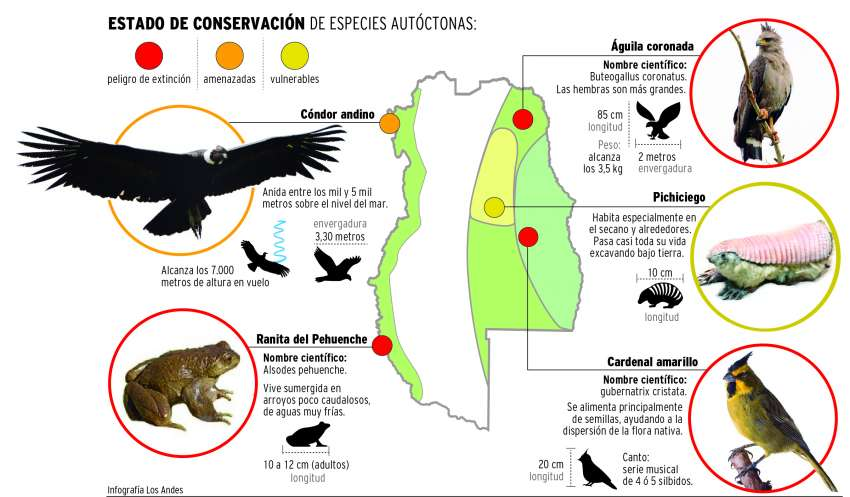 ESTADO DE CONSERVACIÓN DE ESPECIES AUTÓCTONAS:
peligro de extinción
amenazadas
vulnerables
Cóndor andino
Anida entre los mil y 5 mil
metros sobre el nivel del mar.
envergadura
3,30 metros
Alcanza los 7.000
metros de altura en vuelo
Ranita del Pehuenche
Nombre científico:
Alsodes pehuenche.
Vive sumergida en
arroyos poco caudalosos,
de aguas muy frías.
10 a 12 cm (adultos)
longitud
Águila coronada
Nombre científico:
Buteogallus coronatus.
Las hembras son más grandes.
85 cm
longitud
Peso:
alcanza
los 3,5 kg
2 metros
envergadura
Pichiciego
Habita especialmente en
el secano y alrededores.
Pasa casi toda su vida
excavando bajo tierra.
10 cm
longitud
Cardenal amarillo
Nombre científico:
gubernatrix cristata.
Se alimenta principalmente
de semillas, ayudando a la
dispersión de la flora nativa.
20 cm
longitud
Canto:
serie musical
de 4 ó 5 silbidos.
Infografía Los Andes